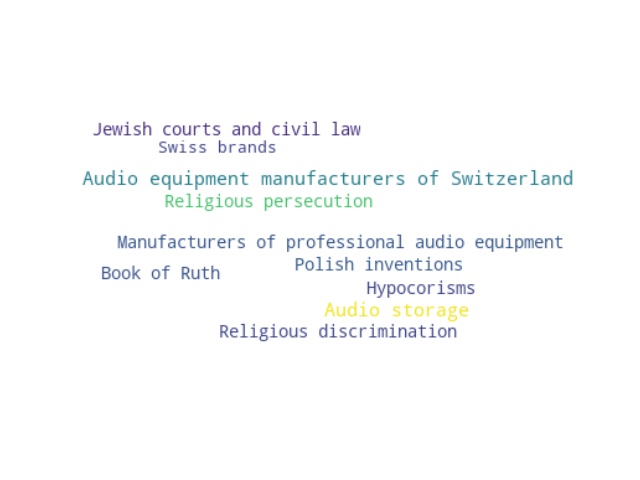 Jewish courts and civil law
Swiss brands
Audio equipment manufacturers of Switzerland
Religious persecution
Manufacturers of professional audio equipment
Polish inventions
Book of Ruth
Hypocorisms
Audio storage
Religious discrimination